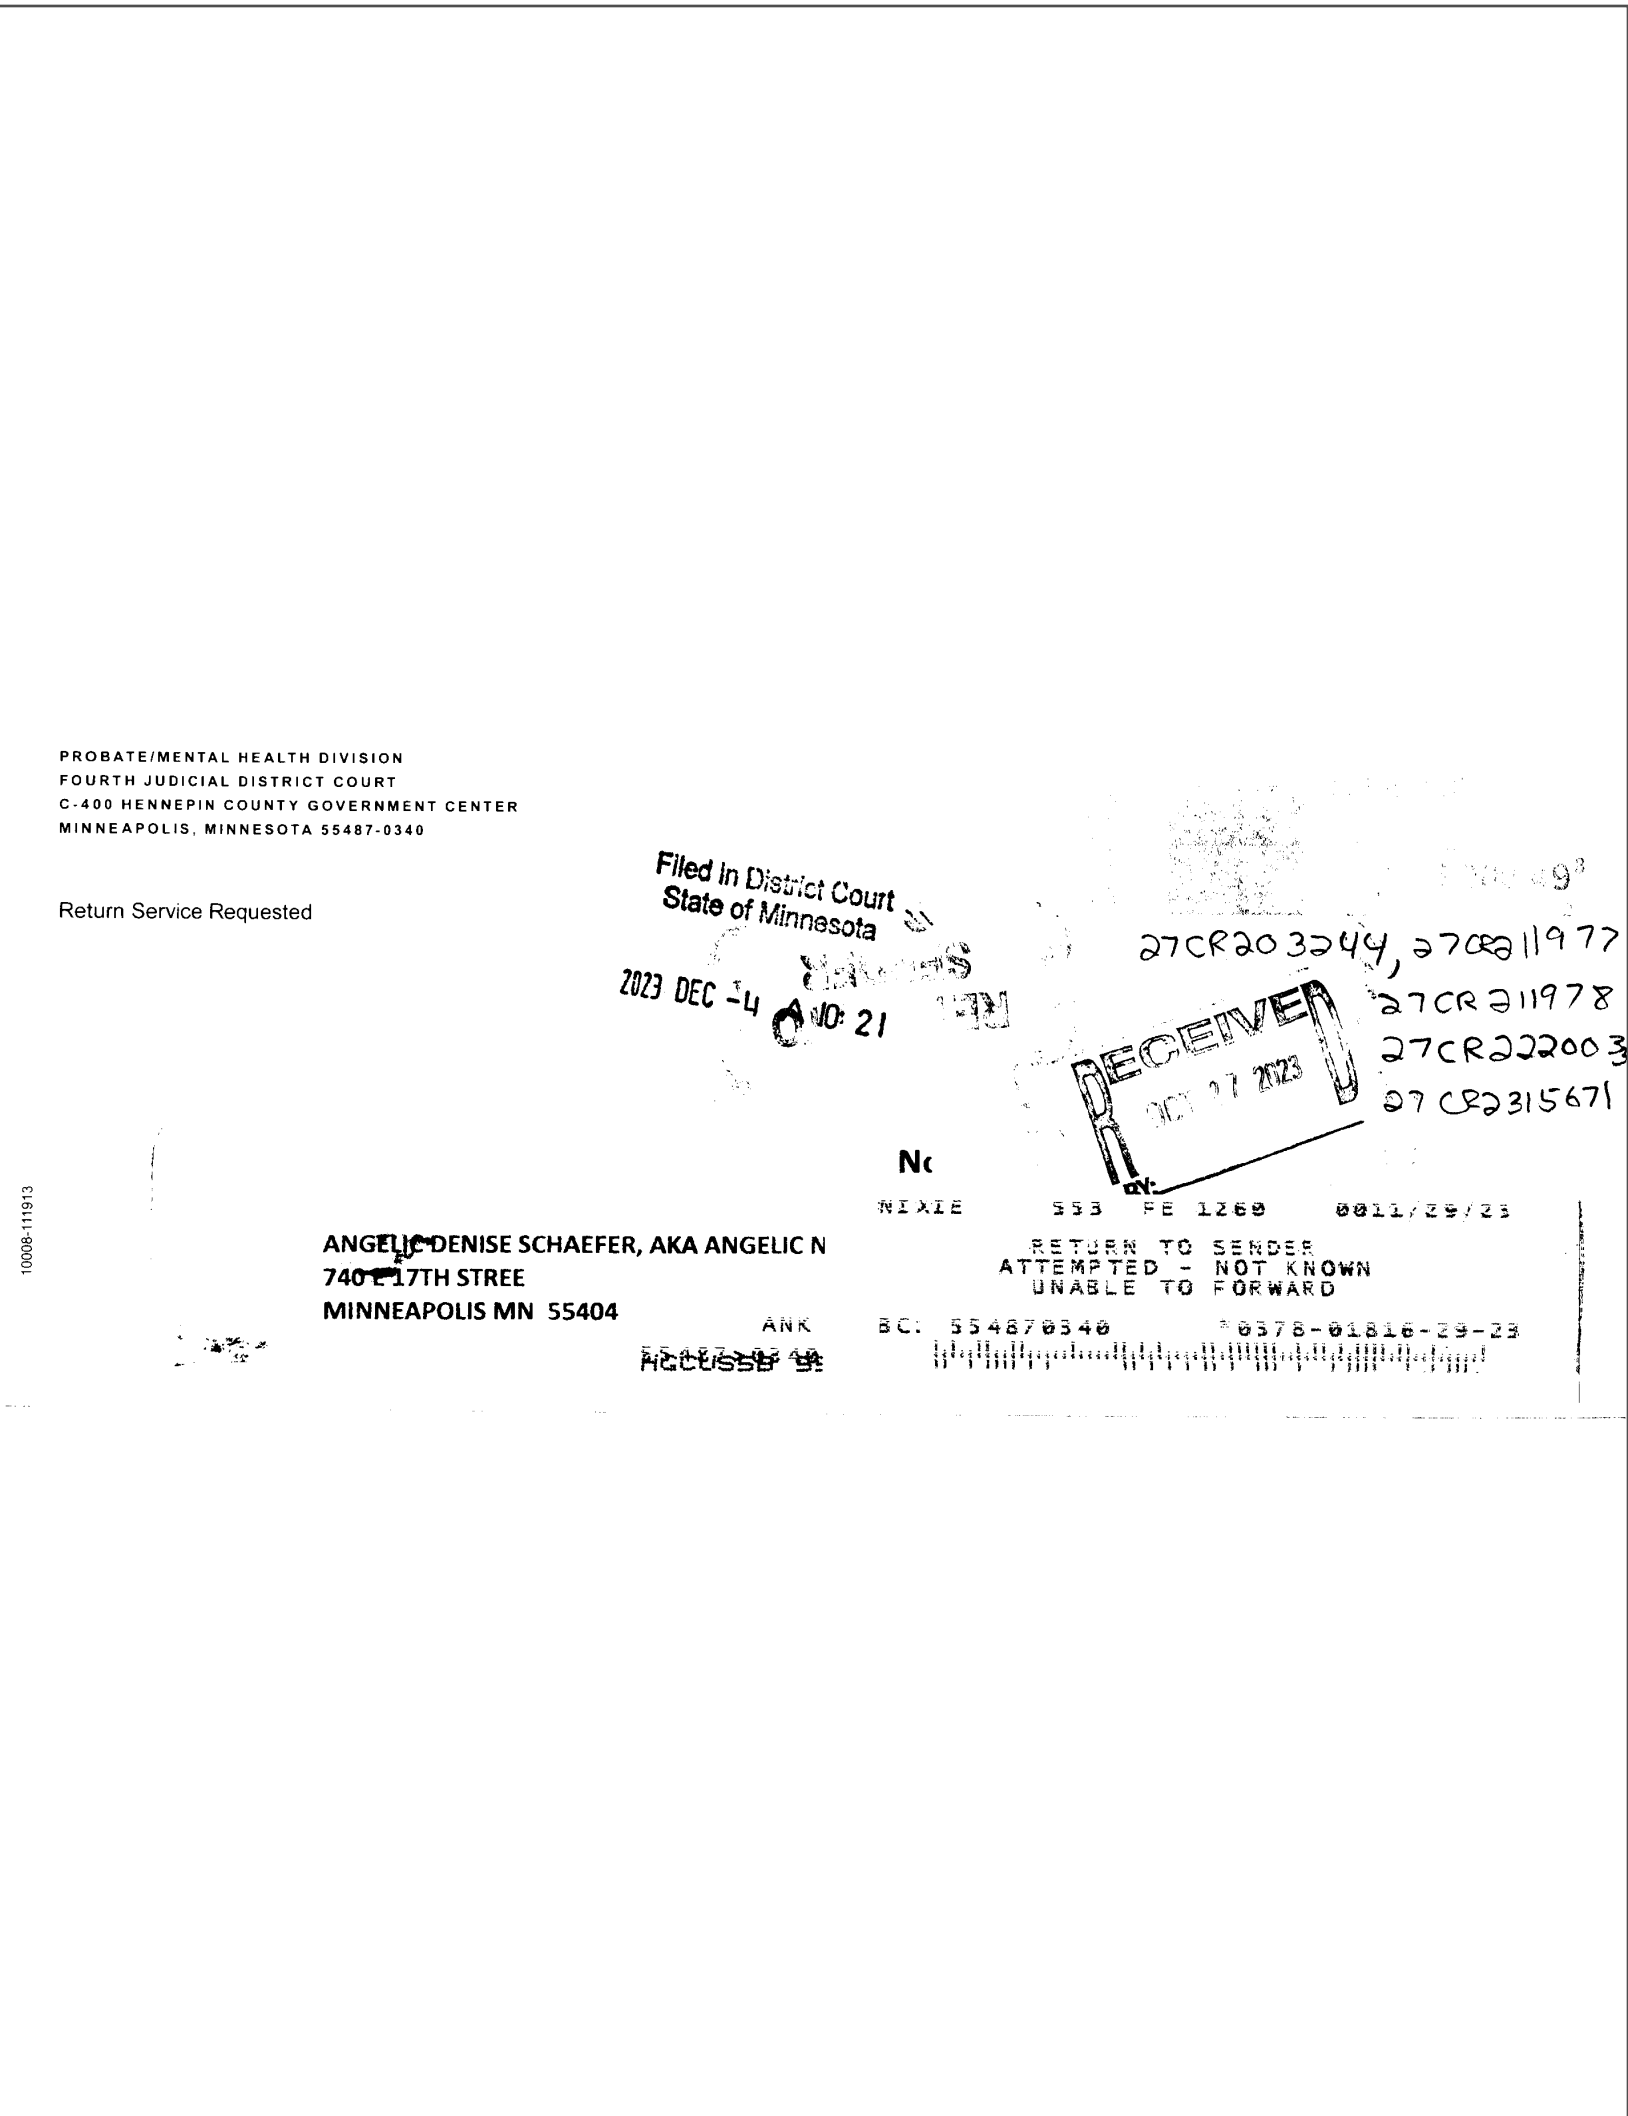 PROBATE/MENTAL HEALTH DIVISION
FOURTH JUDICIAL DISTRICT COURT
C-400 HENNEPIN COUNTY GOVERNMENT CENTER
MINNEAPOLIS, MINNESOTA 55487-0340
Return Service Requested
Filed in District Court
State of Minnesota
2023 DEC -4 A 10: 21
27CR203244, 27CR211977
27CR211978
27CR222003
27CR2315671
RECEIVED
OCT 27 2023
BY:
NIXIE 553 FE 1260 0011/29/23
RETURN TO SENDER
ATTEMPTED - NOT KNOWN
UNABLE TO FORWARD
ANGELIC DENISE SCHAEFER, AKA ANGELIC N
740 E 17TH STREE
MINNEAPOLIS MN 55404
ANK
BC: 55487034040 *0378-01816-29-23
10008-111913